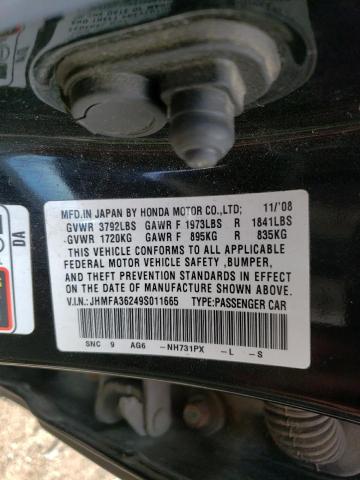 MFD.IN JAPAN BY HONDA MOTOR CO.,LTD; 11/'08
GVWR 3792LBS GAWR F 1973LBS R 1841LBS
GVWR 1720KG GAWR F 895KG R 835KG
THIS VEHICLE CONFORMS TO ALL APPLICABLE
FEDERAL MOTOR VEHICLE SAFETY ,BUMPER,
AND THEFT PREVENTION STANDARDS IN EFFECT
ON THE DATE OF MANUFACTURE SHOWN ABOVE.
V.I.N.: JHMFA36249S011665 TYPE:PASSENGER CAR
SNC 9 AG6 -NH731PX -L -S
DA